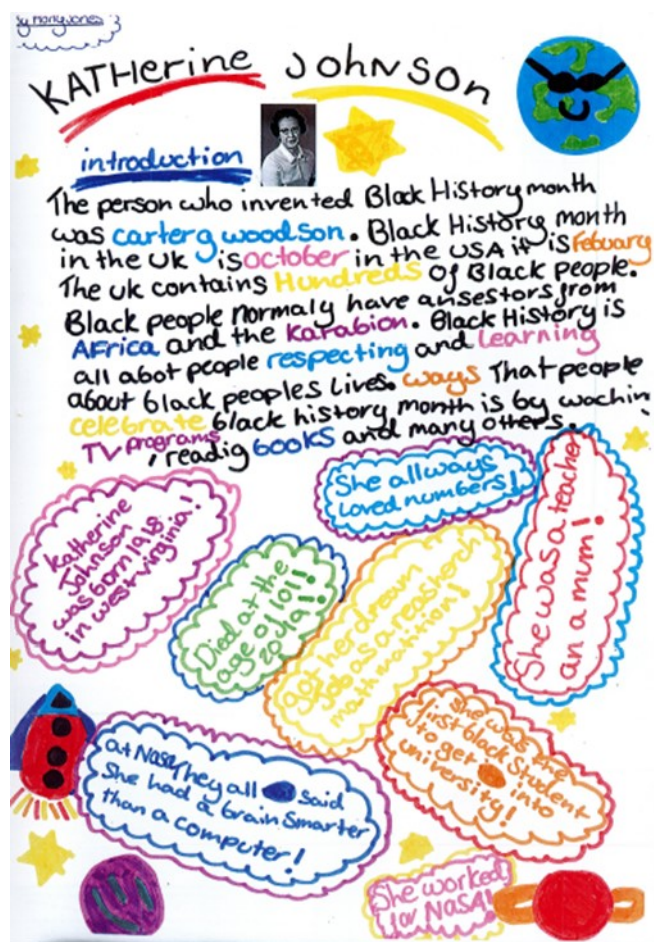 By Mary Jones
KATHerine JohNSON
introduction
The person who invented Black History month
was carter g woodson. Black History month
in the UK is october in the USA it is Febuary
The uk contains Hundreds of Black people.
Black people normaly have ansestors from
AFrica and the Karabion. Black History is
all abot people respecting and learning
about black peoples lives. ways That people
celebrate black history month is by wachin
TV programs, readig books and many others.
She allways
loved numbers!
She was a teacher
an a mum!
Katherine
Johnson
was born 1918
in west virginia!
Died at the
age of 101!
2019!
got her dream
job as a reasherch
mathmatition!
She was the
first black student
to get into
university!
at Nasa They all said
She had a brain smarter
than a computer!
She worked
for NASA!